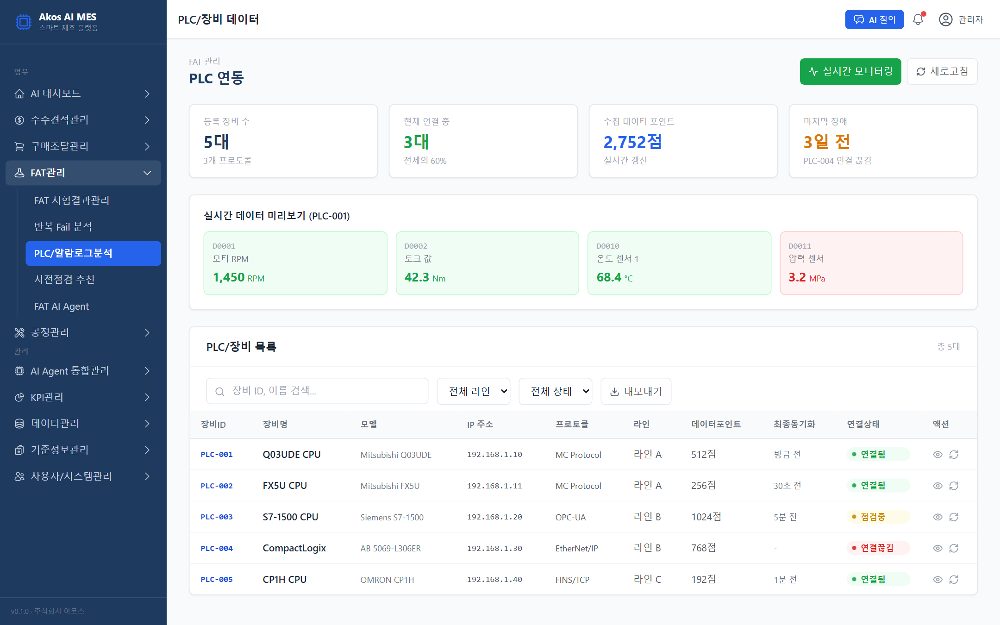 Akos AI MES
스마트 제조 플랫폼
업무
AI 대시보드
수주견적관리
구매조달관리
FAT관리
FAT 시험결과관리
반복 Fail 분석
PLC/알람로그분석
사전점검 추천
FAT AI Agent
공정관리
관리
AI Agent 통합관리
KPI관리
데이터관리
기준정보관리
사용자/시스템관리
v0.1.0 · 주식회사 아코스
PLC/장비 데이터
AI 질의
관리자
FAT 관리
PLC 연동
실시간 모니터링
새로고침
등록 장비 수
5대
3개 프로토콜
현재 연결 중
3대
전체의 60%
수집 데이터 포인트
2,752점
실시간 갱신
마지막 장애
3일 전
PLC-004 연결 끊김
실시간 데이터 미리보기 (PLC-001)
D0001
모터 RPM
1,450 RPM
D0002
토크 값
42.3 Nm
D0010
온도 센서 1
68.4 °C
D0011
압력 센서
3.2 MPa
PLC/장비 목록
총 5대
장비 ID, 이름 검색...
전체 라인
전체 상태
내보내기
장비ID 장비명 모델 IP 주소 프로토콜 라인 데이터포인트 최종동기화 연결상태 액션
PLC-001 Q03UDE CPU Mitsubishi Q03UDE 192.168.1.10 MC Protocol 라인 A 512점 방금 전 연결됨
PLC-002 FX5U CPU Mitsubishi FX5U 192.168.1.11 MC Protocol 라인 A 256점 30초 전 연결됨
PLC-003 S7-1500 CPU Siemens S7-1500 192.168.1.20 OPC-UA 라인 B 1024점 5분 전 점검중
PLC-004 CompactLogix AB 5069-L306ER 192.168.1.30 EtherNet/IP 라인 B 768점 - 연결끊김
PLC-005 CP1H CPU OMRON CP1H 192.168.1.40 FINS/TCP 라인 C 192점 1분 전 연결됨